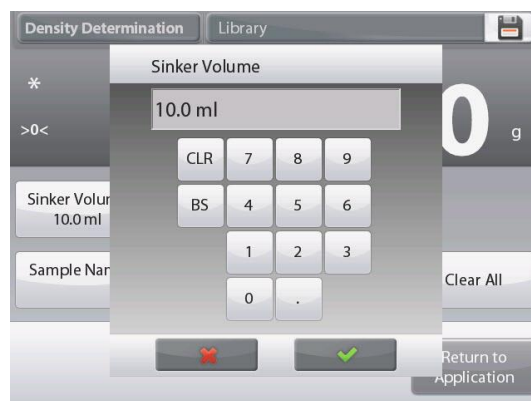 Density Determination Library
Sinker Volume
*
10.0 ml
>0<
0 g
CLR 7 8 9
Sinker Volur
10.0 ml
BS 4 5 6
1 2 3
Sample Nar
Clear All
0 .
Return to
Application